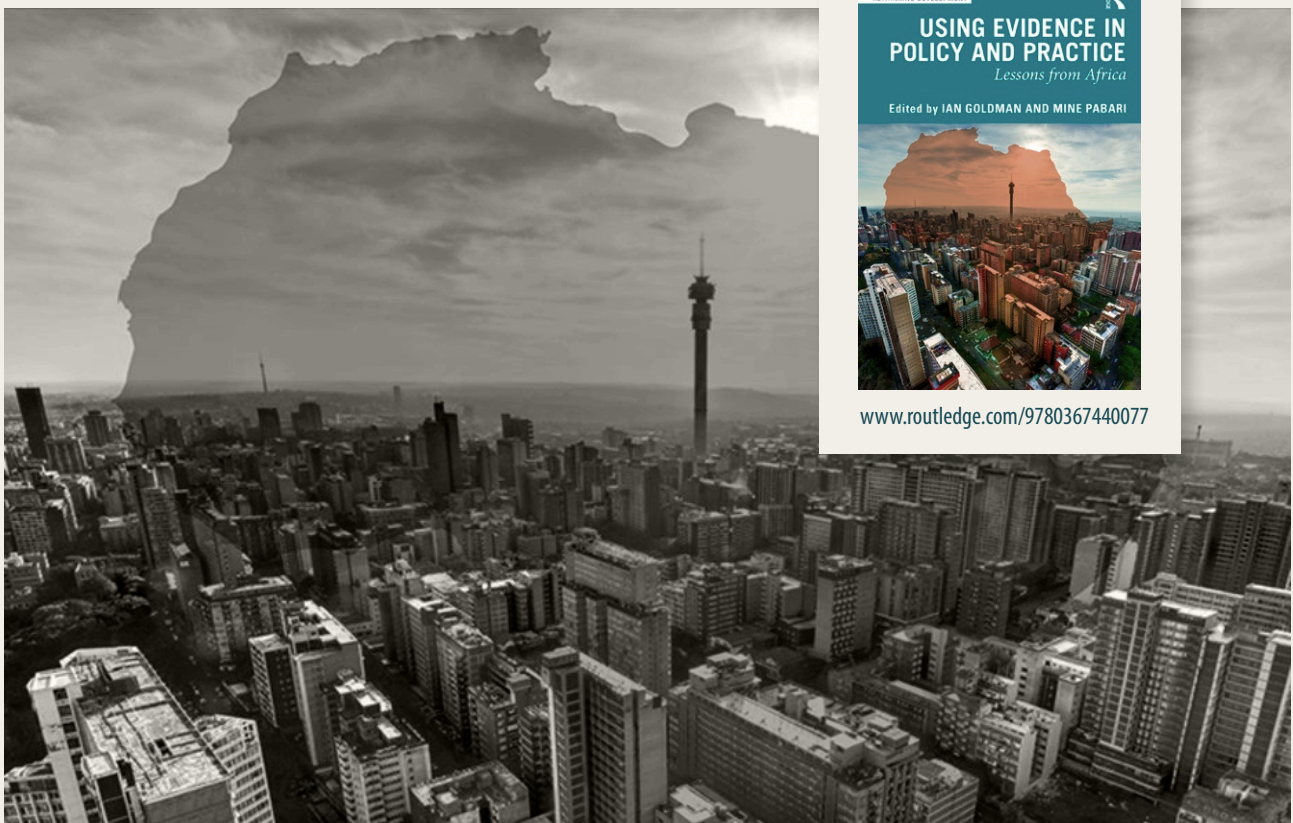 USING EVIDENCE IN
POLICY AND PRACTICE
Lessons from Africa
Edited by IAN GOLDMAN AND MINE PABARI
www.routledge.com/9780367440077